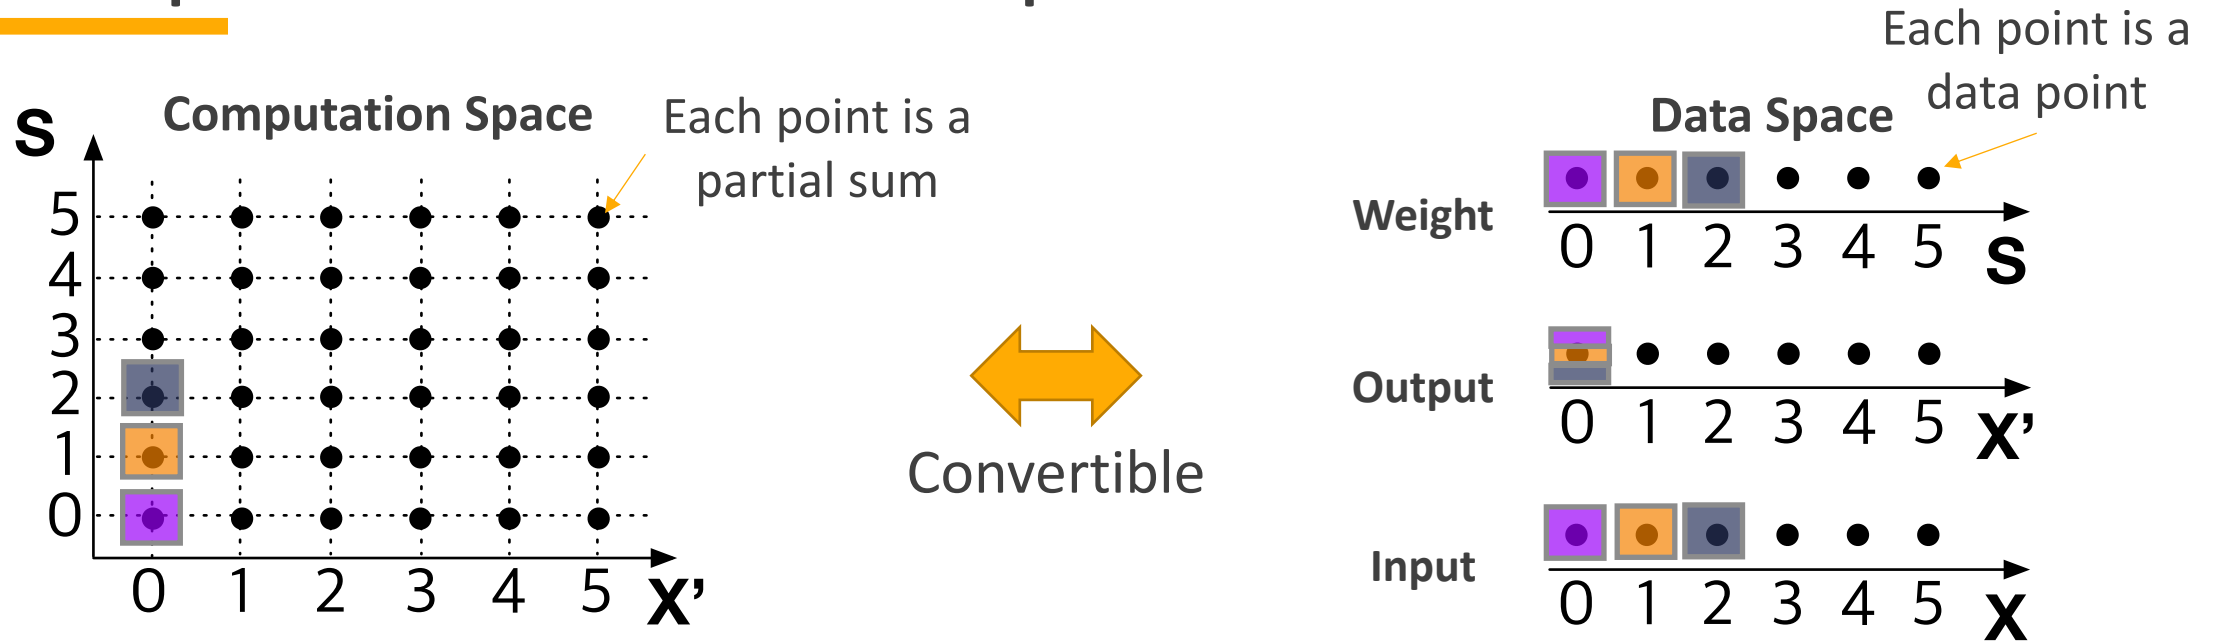 Computation Space
S
Each point is a
partial sum
5
4
3
2
1
0
0 1 2 3 4 5 X’
Convertible
Each point is a
data point
Data Space
Weight
0 1 2 3 4 5 S
Output
0 1 2 3 4 5 X’
Input
0 1 2 3 4 5 X